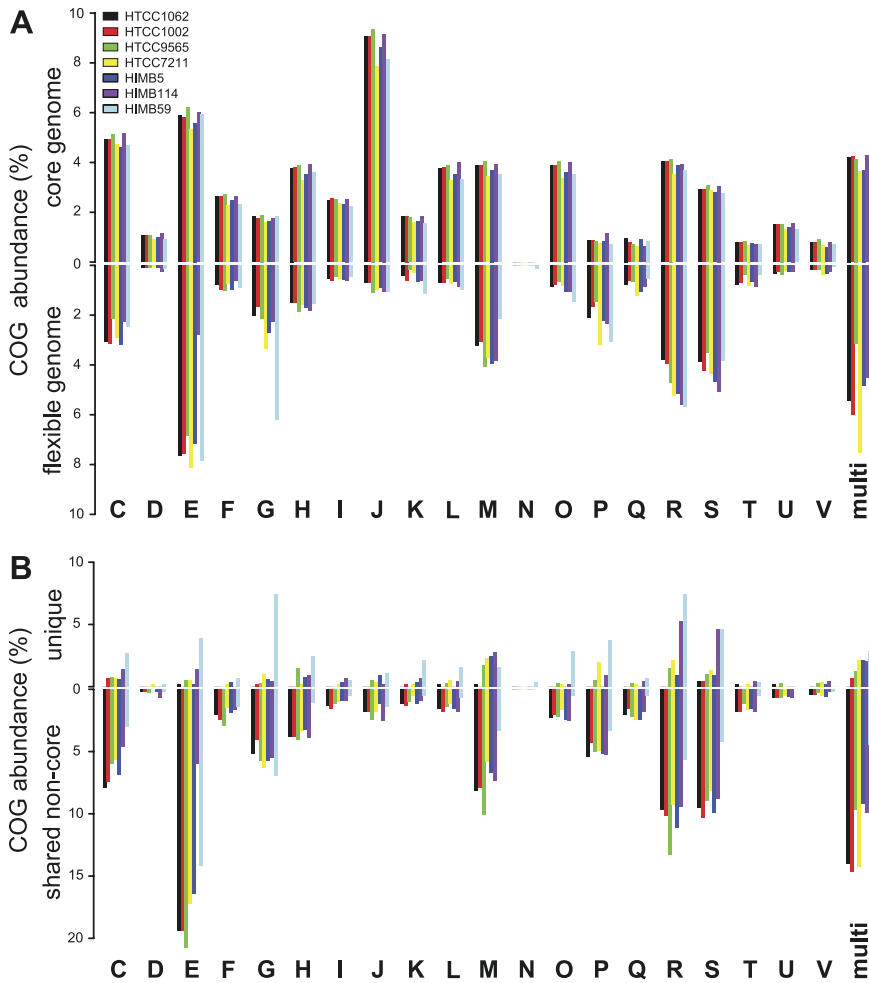 A
HTCC1062
HTCC1002
HTCC9565
HTCC7211
HIMB5
HIMB114
HIMB59
COG abundance (%)
core genome
flexible genome
10
8
6
4
2
0
2
4
6
8
10
C D E F G H I J K L M N O P Q R S T U V multi
B
COG abundance (%)
unique
shared non-core
10
5
0
5
10
15
20
C D E F G H I J K L M N O P Q R S T U V multi